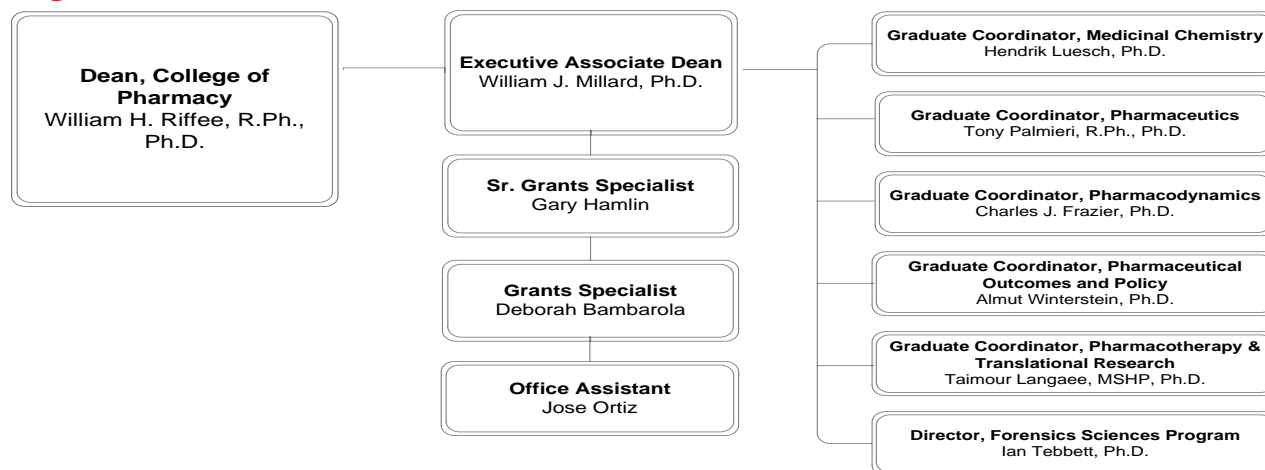 Dean, College of
Pharmacy
William H. Riffee, R.Ph.,
Ph.D.
Executive Associate Dean
William J. Millard, Ph.D.
Sr. Grants Specialist
Gary Hamlin
Grants Specialist
Deborah Bambarola
Office Assistant
Jose Ortiz
Graduate Coordinator, Medicinal Chemistry
Hendrik Luesch, Ph.D.
Graduate Coordinator, Pharmaceutics
Tony Palmieri, R.Ph., Ph.D.
Graduate Coordinator, Pharmacodynamics
Charles J. Frazier, Ph.D.
Graduate Coordinator, Pharmaceutical
Outcomes and Policy
Almut Winterstein, Ph.D.
Graduate Coordinator, Pharmacotherapy &
Translational Research
Taimour Langaee, MSHP, Ph.D.
Director, Forensics Sciences Program
Ian Tebbett, Ph.D.